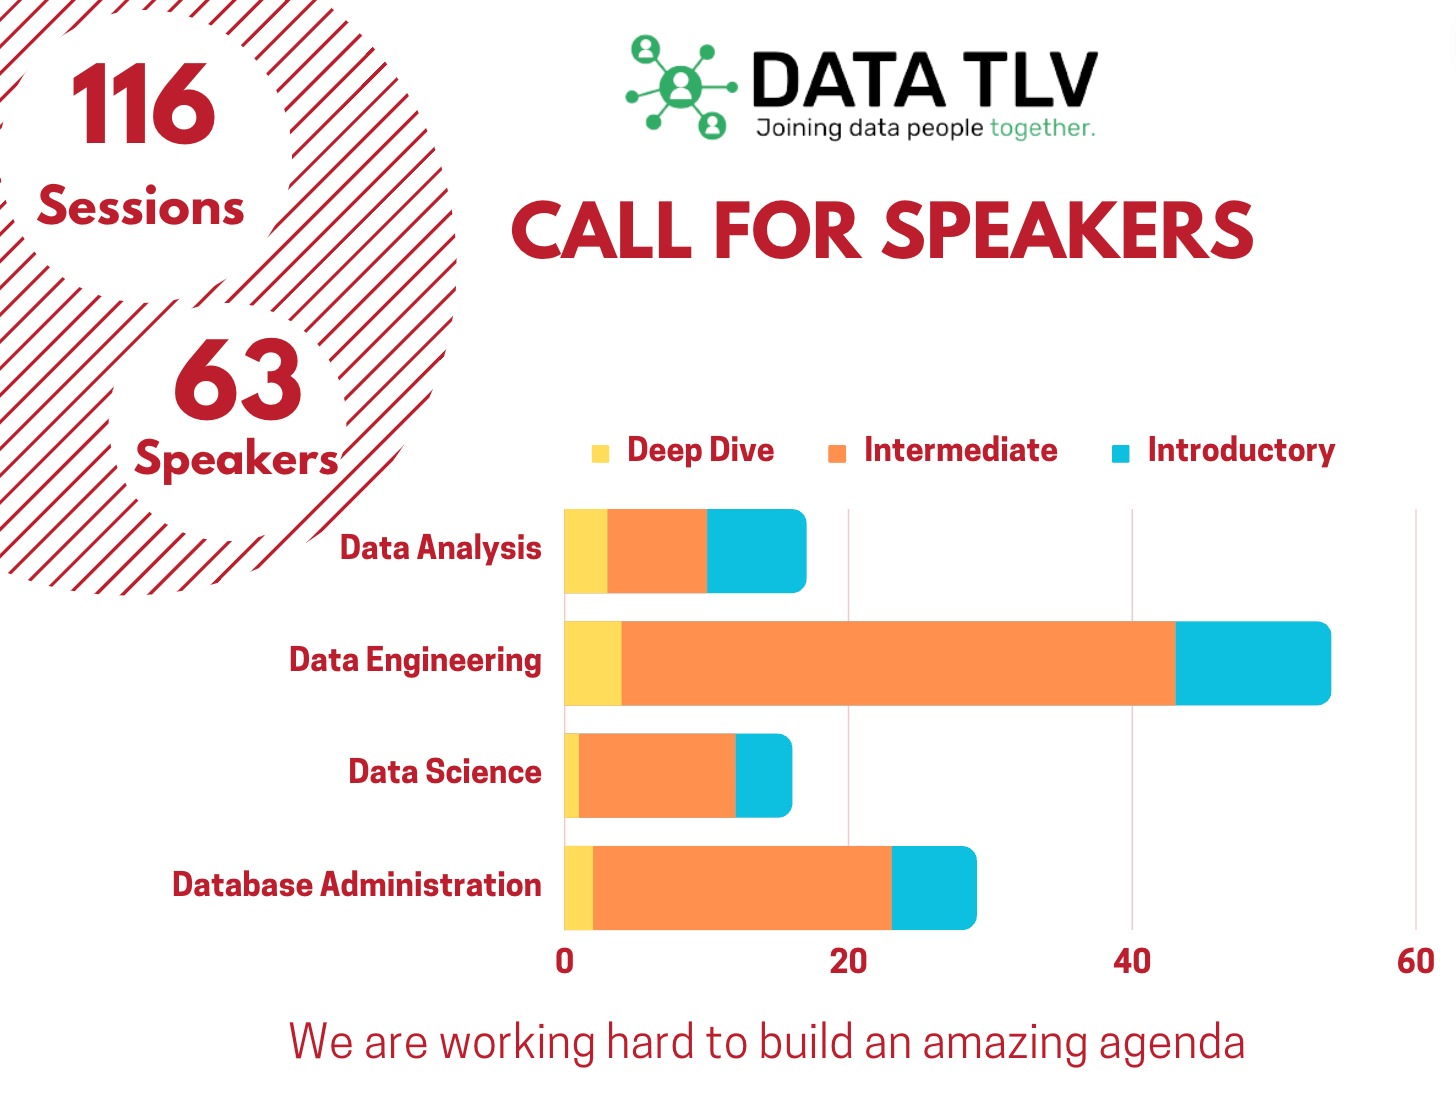 116
Sessions
63
Speakers
DATA TLV
Joining data people together.
CALL FOR SPEAKERS
Deep Dive Intermediate Introductory
Data Analysis
Data Engineering
Data Science
Database Administration
0 20 40 60
We are working hard to build an amazing agenda